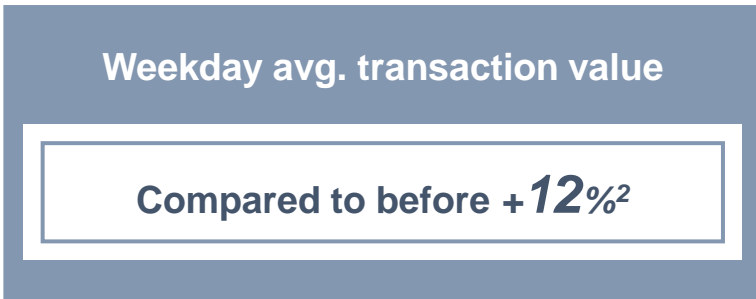 Weekday avg. transaction value
Compared to before +12%2